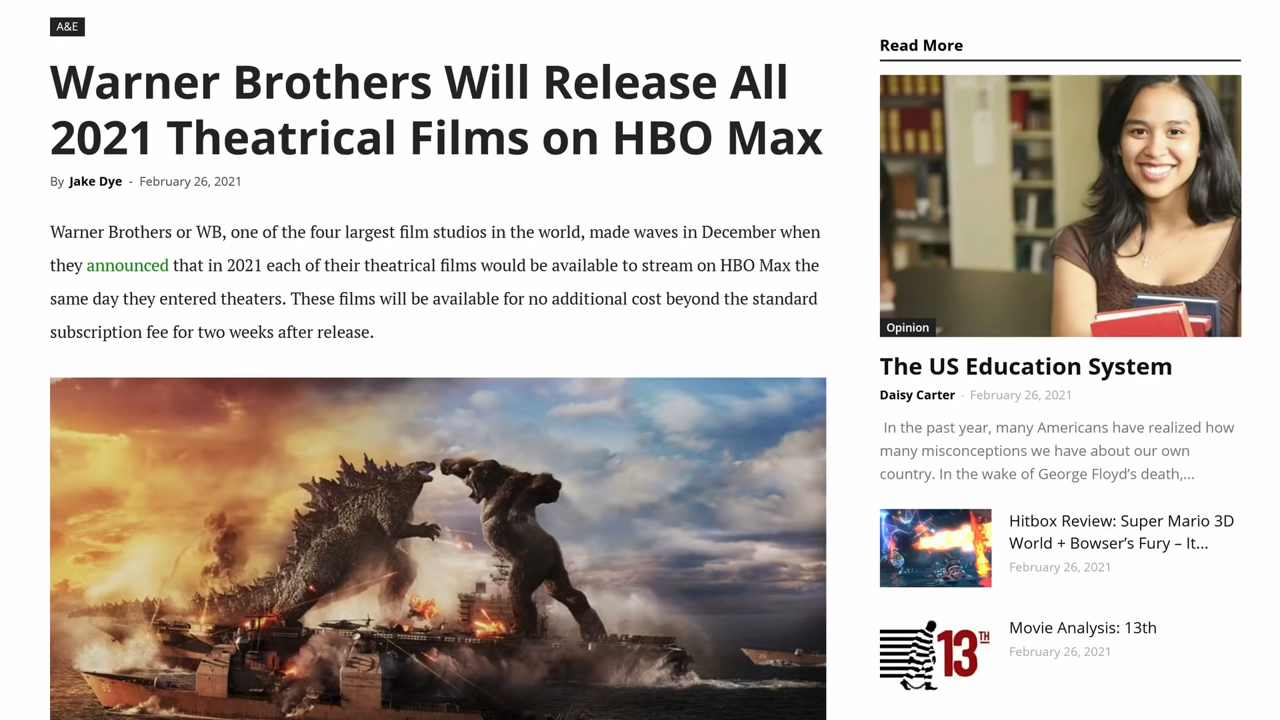 A&E
Warner Brothers Will Release All
2021 Theatrical Films on HBO Max
By Jake Dye - February 26, 2021
Warner Brothers or WB, one of the four largest film studios in the world, made waves in December when
they announced that in 2021 each of their theatrical films would be available to stream on HBO Max the
same day they entered theaters. These films will be available for no additional cost beyond the standard
subscription fee for two weeks after release.
Read More
Opinion
The US Education System
Daisy Carter - February 26, 2021
In the past year, many Americans have realized how
many misconceptions we have about our own
country. In the wake of George Floyd’s death,...
Hitbox Review: Super Mario 3D
World + Bowser’s Fury – It...
February 26, 2021
13TH
Movie Analysis: 13th
February 26, 2021